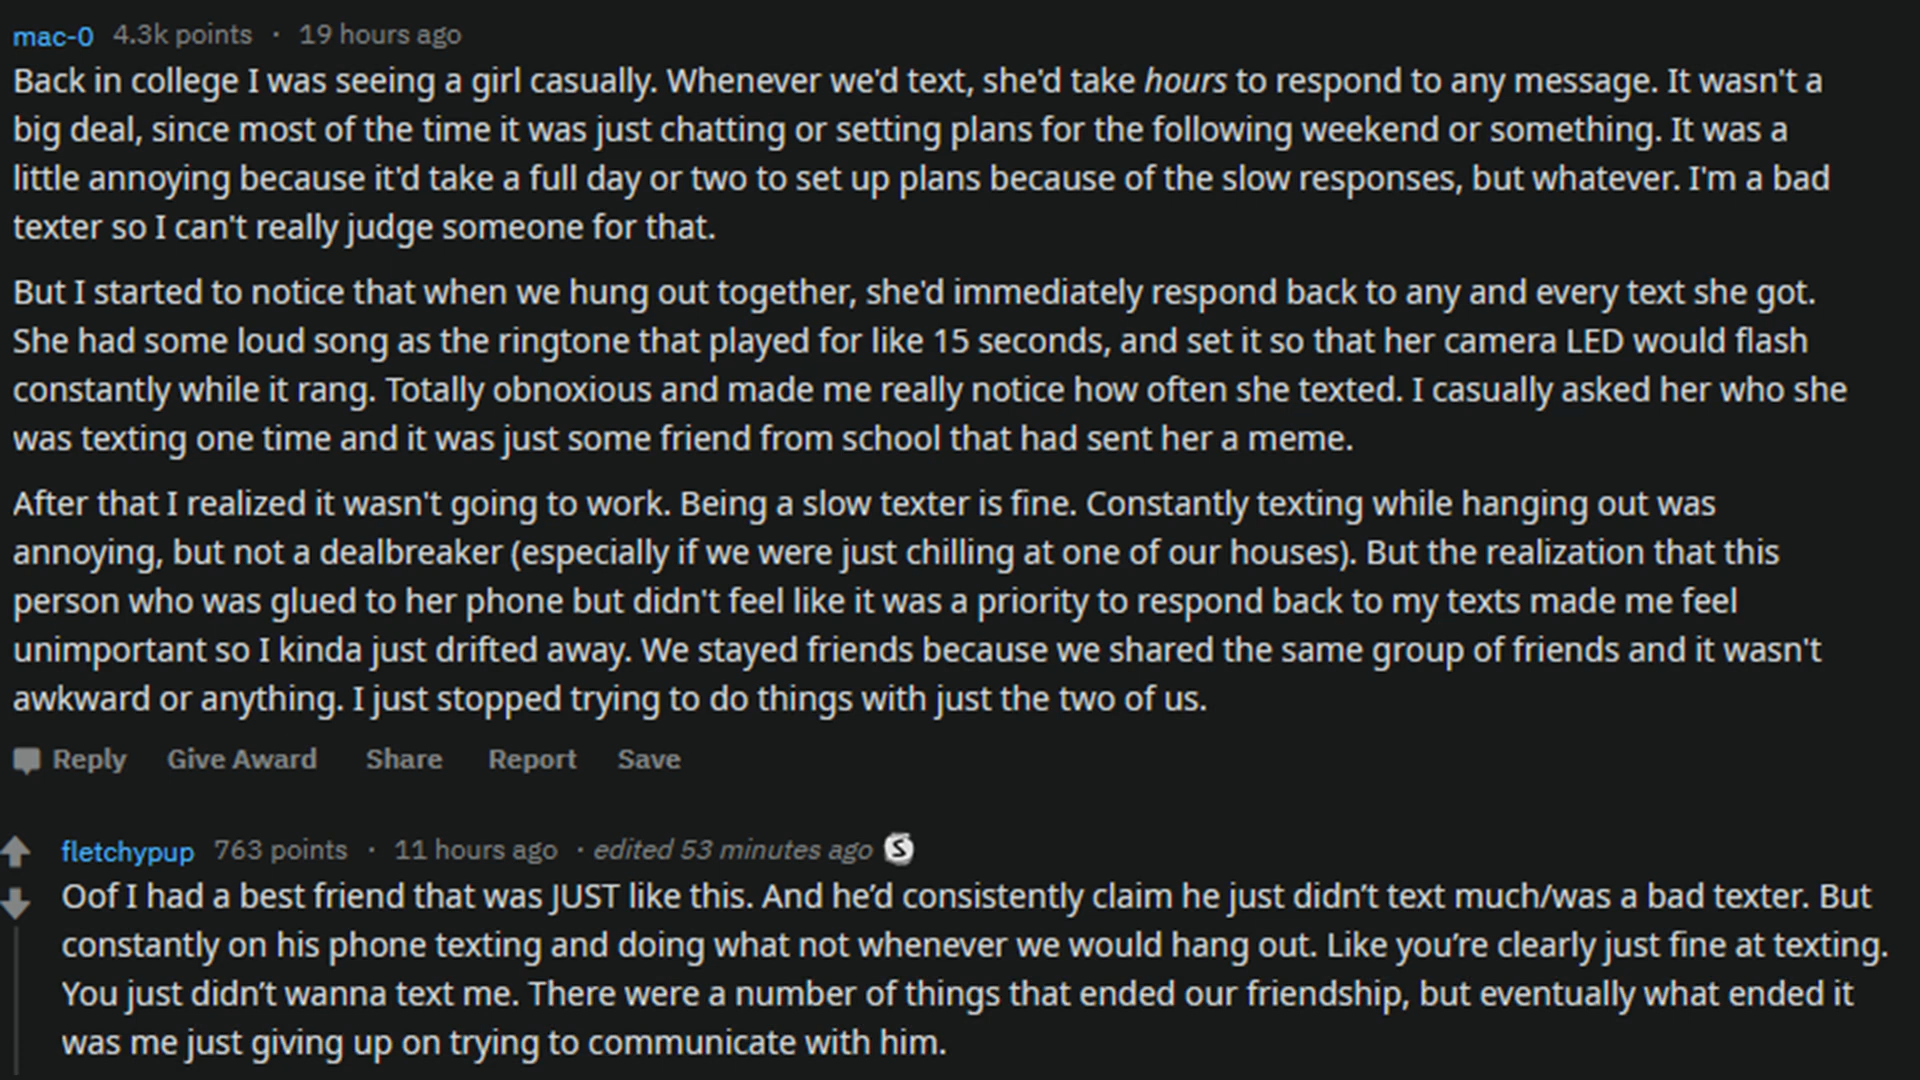 mac-0 4.3k points · 19 hours ago
Back in college I was seeing a girl casually. Whenever we'd text, she'd take hours to respond to any message. It wasn't a
big deal, since most of the time it was just chatting or setting plans for the following weekend or something. It was a
little annoying because it'd take a full day or two to set up plans because of the slow responses, but whatever. I'm a bad
texter so I can't really judge someone for that.
But I started to notice that when we hung out together, she'd immediately respond back to any and every text she got.
She had some loud song as the ringtone that played for like 15 seconds, and set it so that her camera LED would flash
constantly while it rang. Totally obnoxious and made me really notice how often she texted. I casually asked her who she
was texting one time and it was just some friend from school that had sent her a meme.
After that I realized it wasn't going to work. Being a slow texter is fine. Constantly texting while hanging out was
annoying, but not a dealbreaker (especially if we were just chilling at one of our houses). But the realization that this
person who was glued to her phone but didn't feel like it was a priority to respond back to my texts made me feel
unimportant so I kinda just drifted away. We stayed friends because we shared the same group of friends and it wasn't
awkward or anything. I just stopped trying to do things with just the two of us.
Reply Give Award Share Report Save
fletchypup 763 points · 11 hours ago · edited 53 minutes ago S
Oof I had a best friend that was JUST like this. And he’d consistently claim he just didn’t text much/was a bad texter. But
constantly on his phone texting and doing what not whenever we would hang out. Like you’re clearly just fine at texting.
You just didn’t wanna text me. There were a number of things that ended our friendship, but eventually what ended it
was me just giving up on trying to communicate with him.